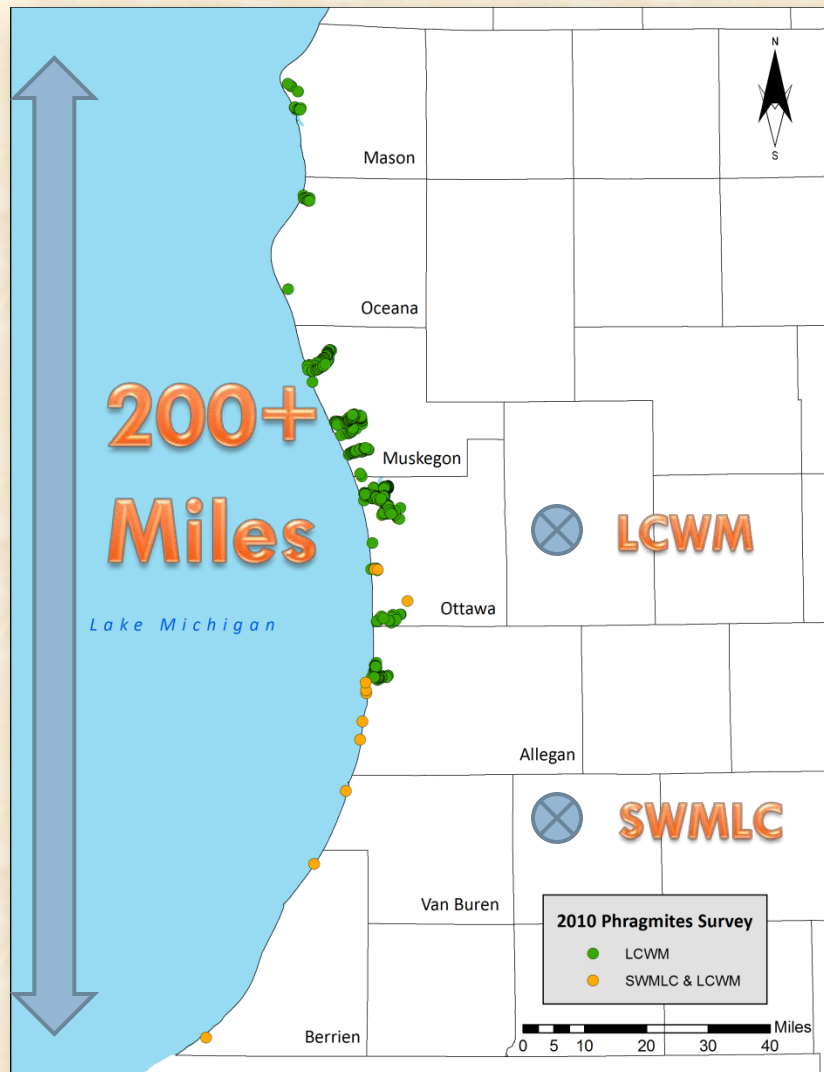 N
S
Mason
Oceana
200+
Miles
Muskegon
LCWM
Lake Michigan
Ottawa
Allegan
SWMLC
Van Buren
2010 Phragmites Survey
LCWM
SWMLC & LCWM
Berrien
Miles
0 5 10 20 30 40